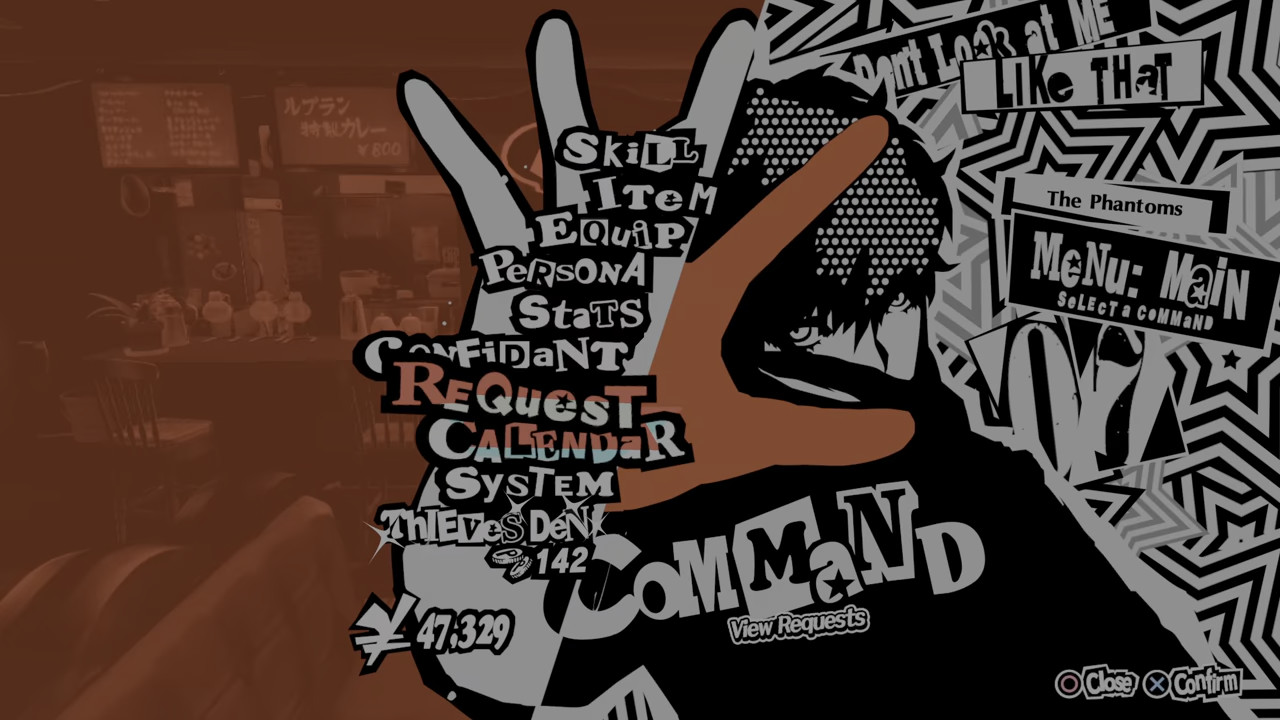 Dont Look at ME
LIKe THaT
The Phantoms
MeNu: MaiN
SeLECT a CoMMaND
ルブラン
特製カレー
¥800
SkiLL
ITeM
EQuiP
PeRSONA
StaTS
CoNFiDaNT
ReQuesT
CALENDaR
SySTEM
ThIEVeS DeN
142
¥47,329
CoMMaND
View Requests
Close Confirm